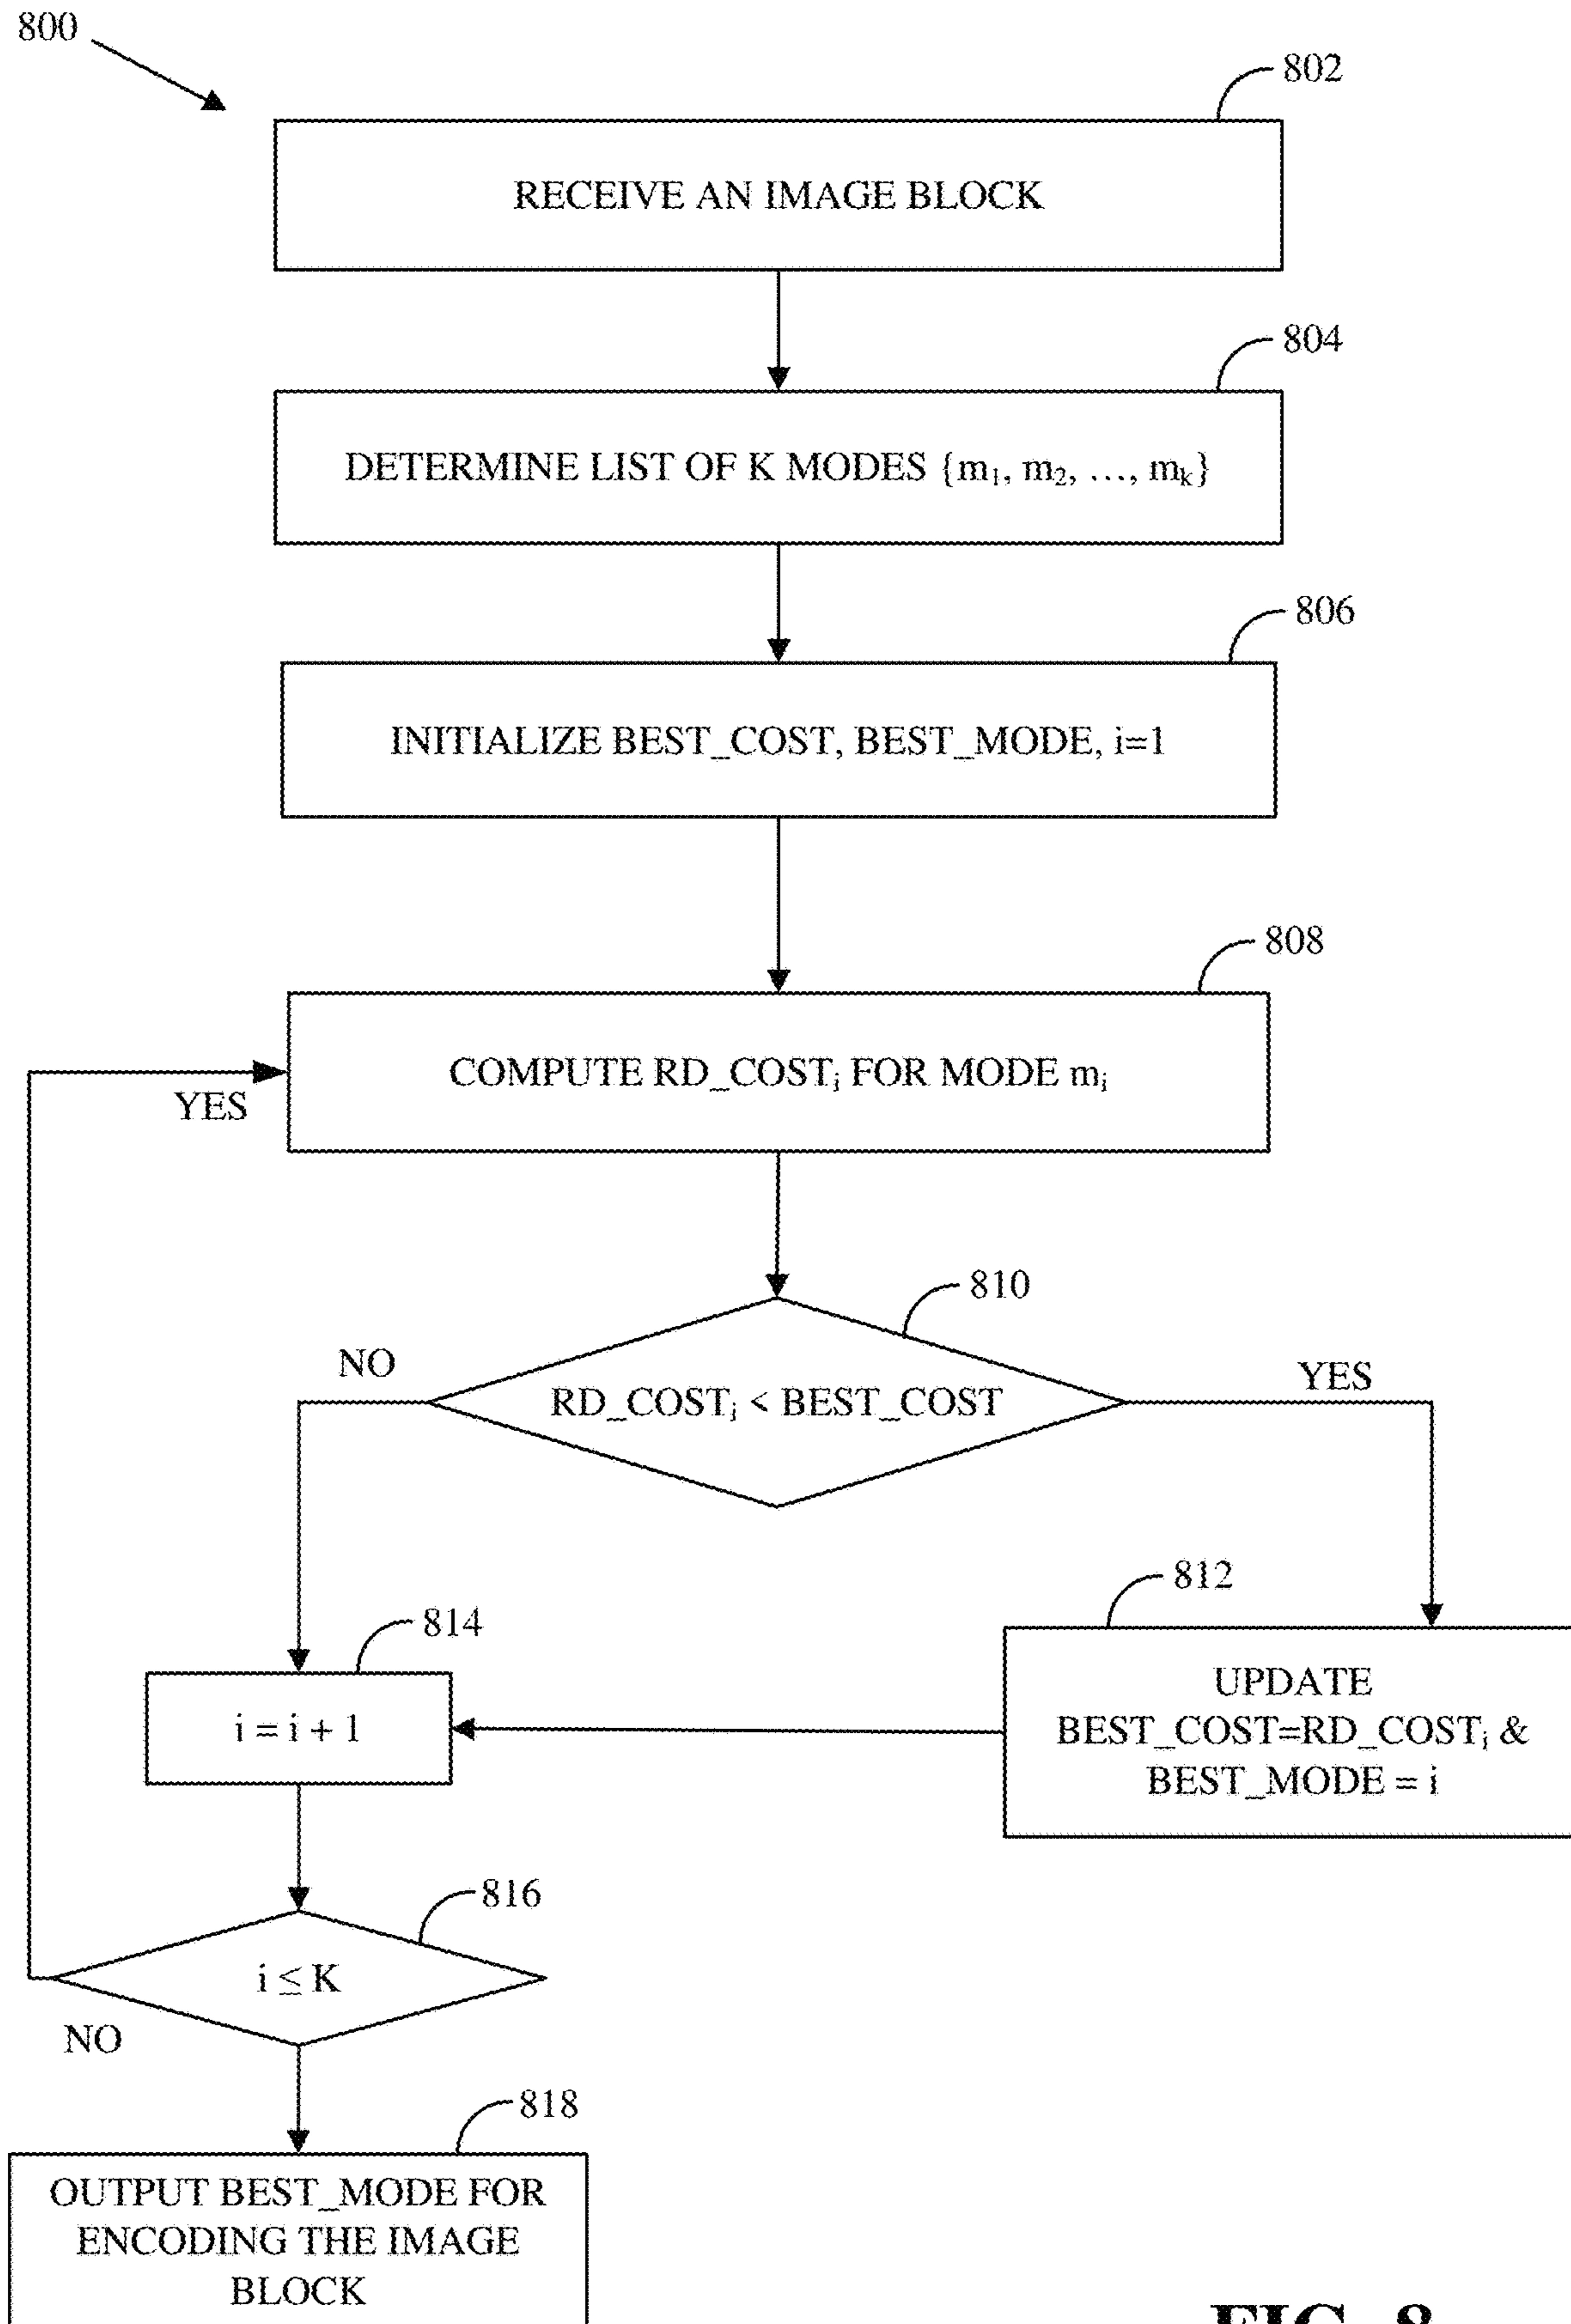 800
802
RECEIVE AN IMAGE BLOCK
804
DETERMINE LIST OF K MODES {m₁, m₂, …, mₖ}
806
INITIALIZE BEST_COST, BEST_MODE, i=1
808
COMPUTE RD_COSTᵢ FOR MODE mᵢ
YES
810
NO
RD_COSTᵢ < BEST_COST
YES
812
UPDATE
BEST_COST=RD_COSTᵢ &
BEST_MODE = i
814
i = i + 1
816
i ≤ K
NO
818
OUTPUT BEST_MODE FOR
ENCODING THE IMAGE
BLOCK
FIG. 8